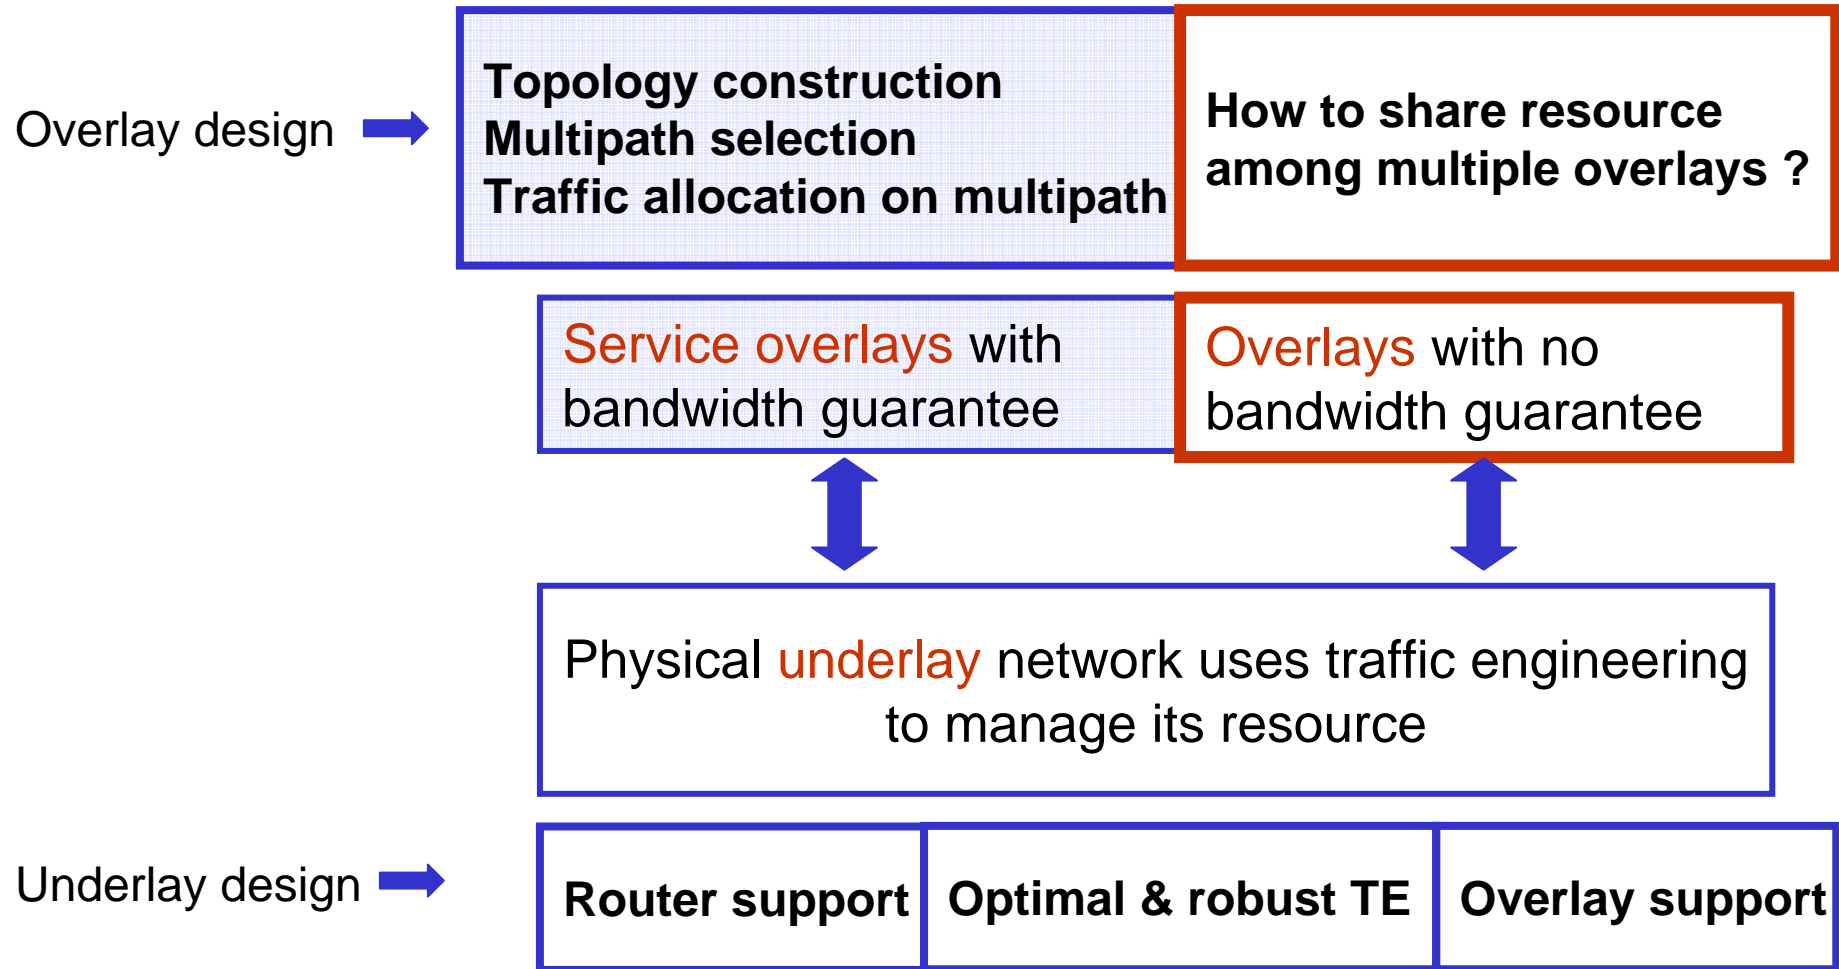 Overlay design
Topology construction
Multipath selection
Traffic allocation on multipath
How to share resource
among multiple overlays ?
Service overlays with
bandwidth guarantee
Overlays with no
bandwidth guarantee
Physical underlay network uses traffic engineering
to manage its resource
Underlay design
Router support
Optimal & robust TE
Overlay support